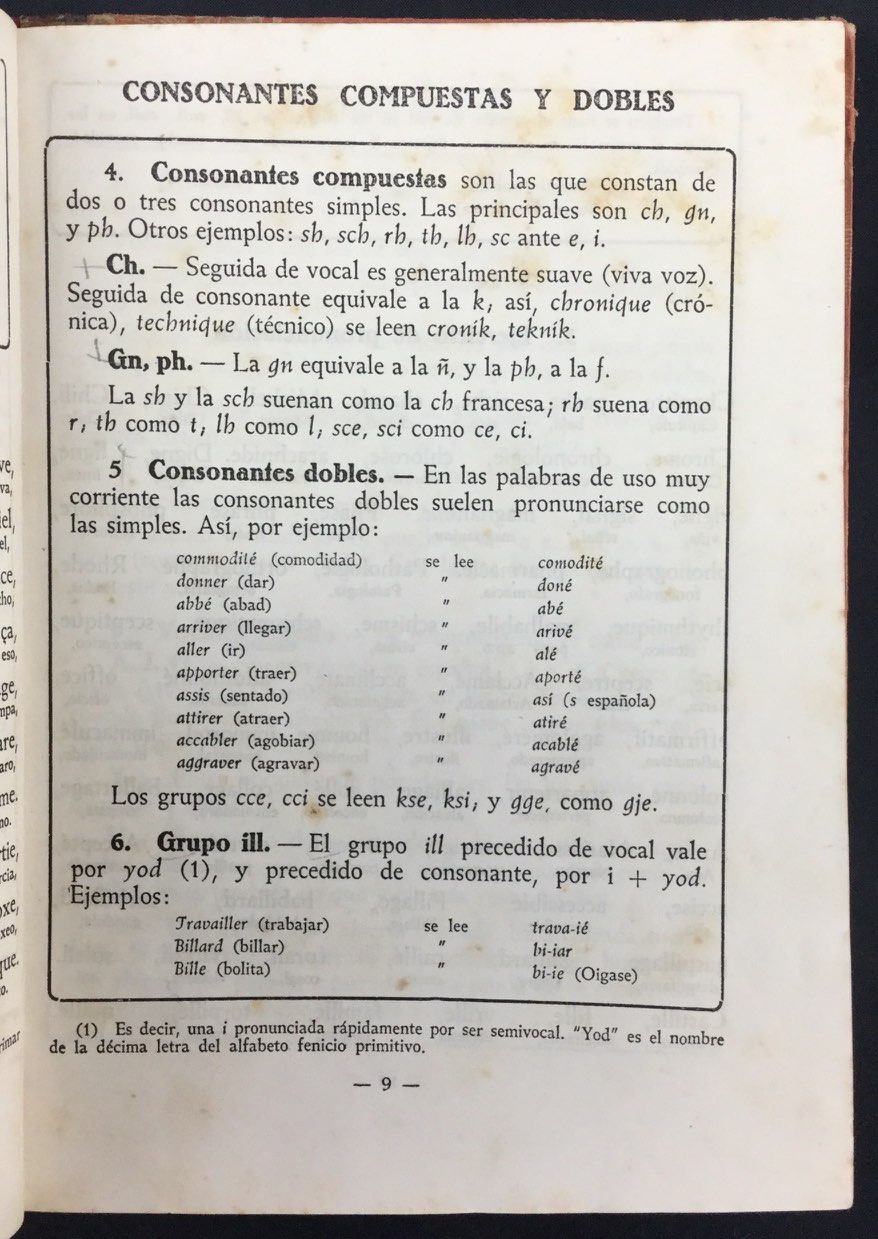 CONSONANTES COMPUESTAS Y DOBLES
4. Consonantes compuestas son las que constan de
dos o tres consonantes simples. Las principales son ch, gn,
y ph. Otros ejemplos: sh, sch, rh, th, lh, sc ante e, i.
Ch. — Seguida de vocal es generalmente suave (viva voz).
Seguida de consonante equivale a la k; así, chronique (cró-
nica), technique (técnico) se leen croník, tekník.
Gn, ph. — La gn equivale a la ñ, y la ph, a la f.
La sh y la sch suenan como la ch francesa; rh suena como
r; th como t; lh como l; sce, sci como ce, ci.
5 Consonantes dobles. — En las palabras de uso muy
corriente las consonantes dobles suelen pronunciarse como
las simples. Así, por ejemplo:
commodité (comodidad) se lee comodité
donner (dar) " doné
abbé (abad) " abé
arriver (llegar) " arivé
aller (ir) " alé
apporter (traer) " aporté
assis (sentado) " así (s española)
attirer (atraer) " atiré
accabler (agobiar) " acablé
aggraver (agravar) " agravé
Los grupos cce, cci se leen kse, ksi; y gge, como gje.
6. Grupo ill. — El grupo ill precedido de vocal vale
por yod (1), y precedido de consonante, por i + yod.
Ejemplos:
Travailler (trabajar) se lee trava-ié
Billard (billar) " bi-iar
Bille (bolita) " bi-ie (Oigase)
(1) Es decir, una i pronunciada rápidamente por ser semivocal. "Yod" es el nombre
de la décima letra del alfabeto fenicio primitivo.
— 9 —